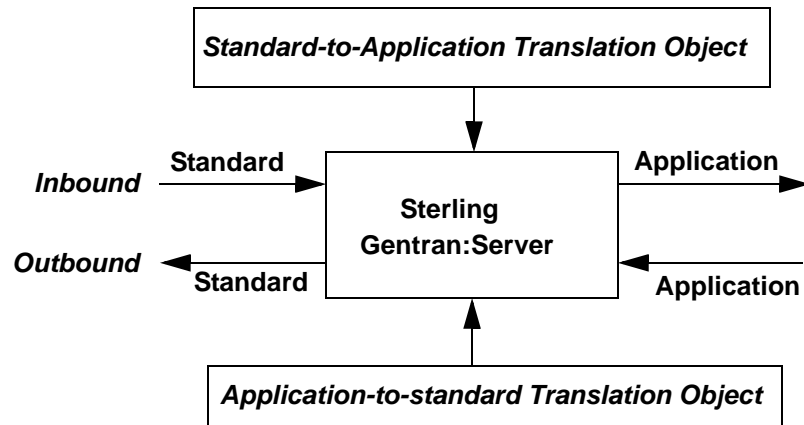 Standard-to-Application Translation Object
Standard
Application
Inbound
Sterling
Gentran:Server
Outbound
Standard
Application
Application-to-standard Translation Object